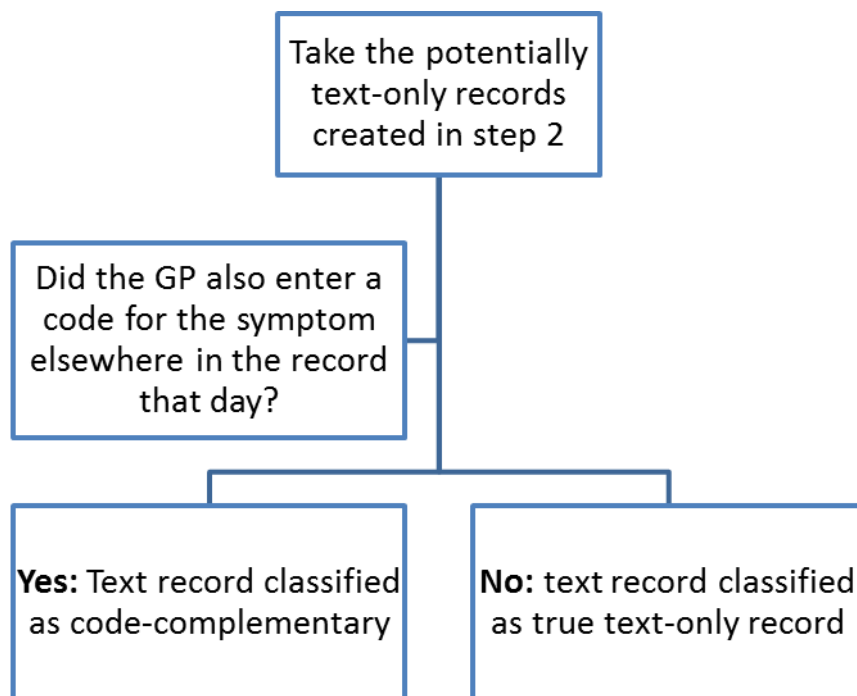 Take the potentially
text-only records
created in step 2
Did the GP also enter a
code for the symptom
elsewhere in the record
that day?
Yes: Text record classified
as code-complementary
No: text record classified
as true text-only record